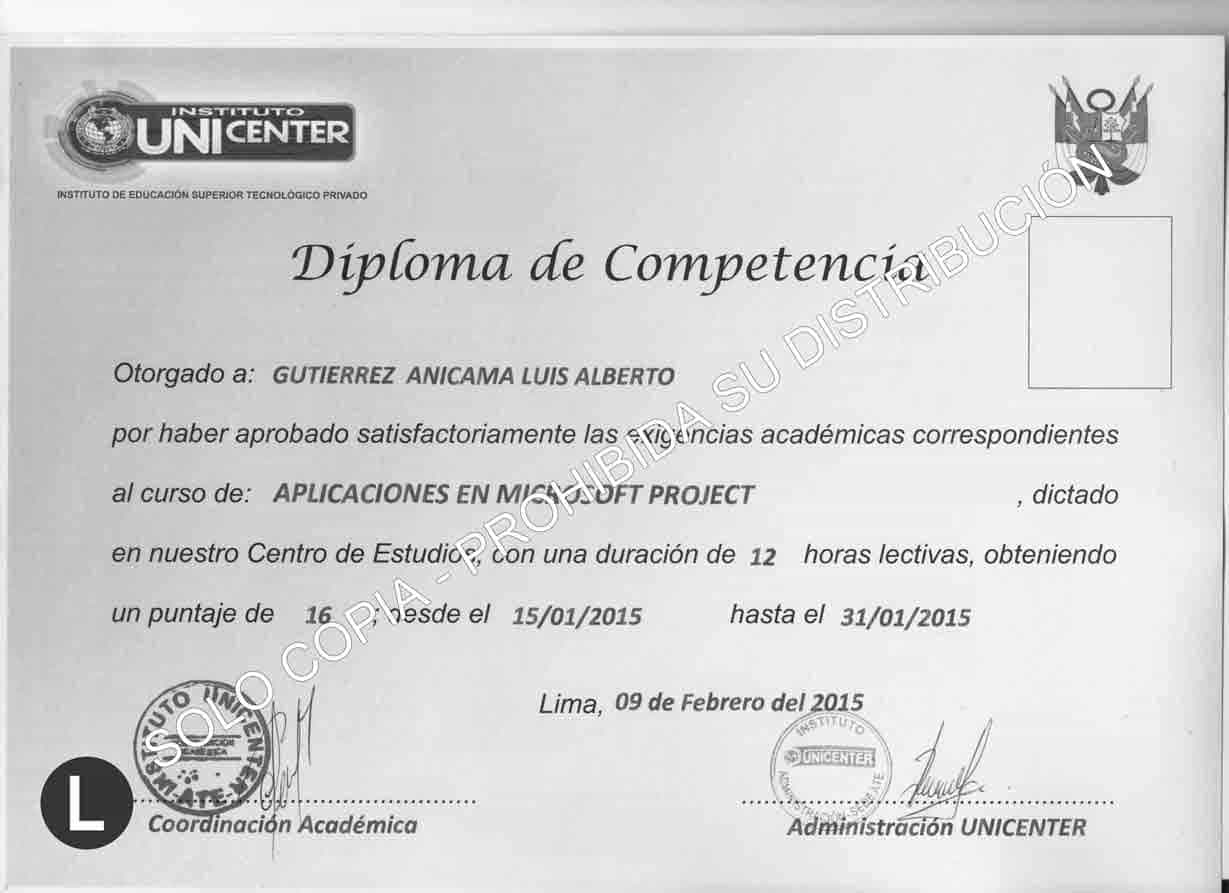 INSTITUTO
UNICENTER
INSTITUTO DE EDUCACIÓN SUPERIOR TECNOLÓGICO PRIVADO
Diploma de Competencia
Otorgado a: GUTIERREZ ANICAMA LUIS ALBERTO
por haber aprobado satisfactoriamente las exigencias académicas correspondientes
al curso de: APLICACIONES EN MICROSOFT PROJECT , dictado
en nuestro Centro de Estudios, con una duración de 12 horas lectivas, obteniendo
un puntaje de 16 ; desde el 15/01/2015 hasta el 31/01/2015
SOLO COPIA - PROHIBIDA SU DISTRIBUCIÓN
Lima, 09 de Febrero del 2015
INSTITUTO UNICENTER
-ATE-
INSTITUTO
UNICENTER
ADMINISTRACIÓN - SEDE ATE
L
Coordinación Académica
Administración UNICENTER